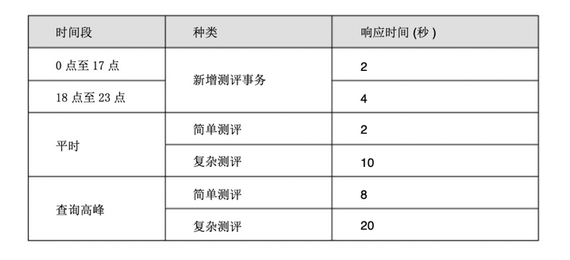 时间段 种类 响应时间 (秒)
0 点至 17 点 新增测评事务 2
18 点至 23 点 4
平时 简单测评 2
复杂测评 10
查询高峰 简单测评 8
复杂测评 20